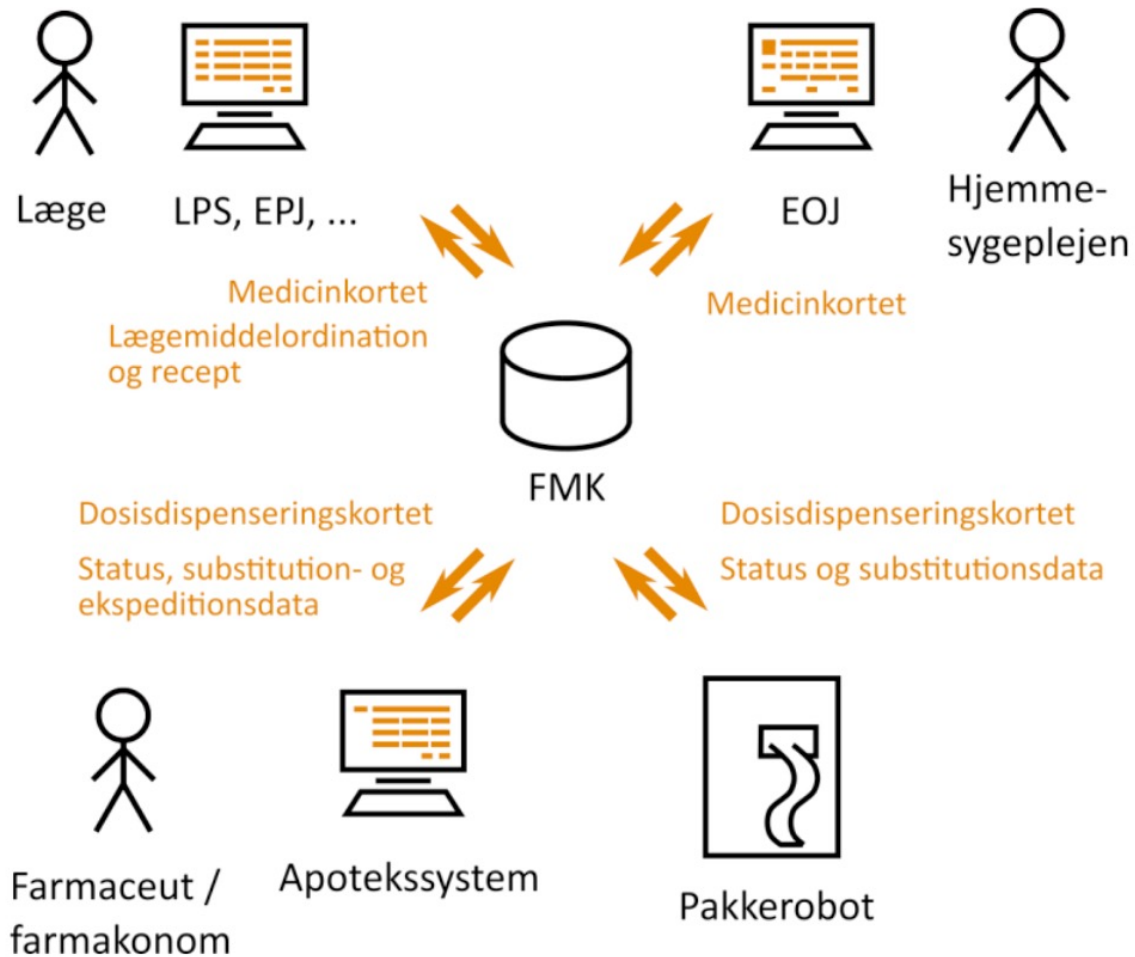 Læge
LPS, EPJ, ...
EOJ
Hjemme-
sygeplejen
Medicinkortet
Lægemiddelordination
og recept
Medicinkortet
FMK
Dosisdispenseringskortet
Status, substitution- og
ekspeditionsdata
Dosisdispenseringskortet
Status og substitutionsdata
Farmaceut /
farmakonom
Apotekssystem
Pakkerobot